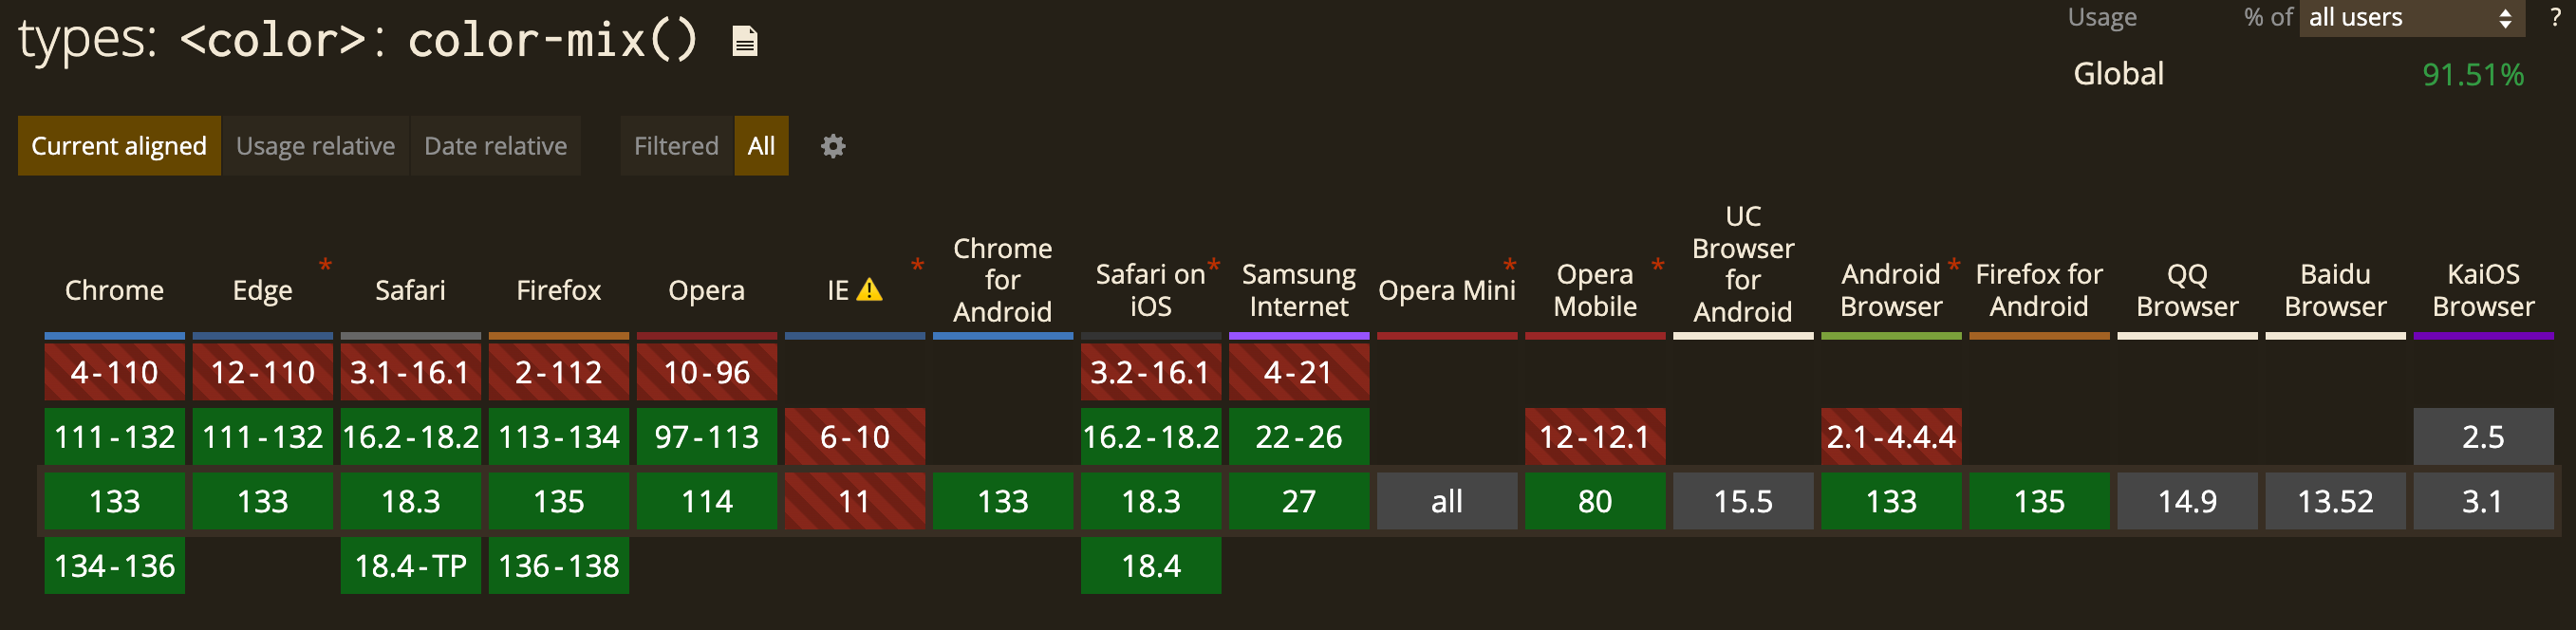 types: <color>: color-mix()
Usage % of all users ?
Global 91.51%
Current aligned Usage relative Date relative Filtered All
Chrome Edge * Safari Firefox Opera IE * Chrome for Android Safari on iOS * Samsung Internet Opera Mini * Opera Mobile * UC Browser for Android Android Browser * Firefox for Android QQ Browser Baidu Browser KaiOS Browser
4-110 12-110 3.1-16.1 2-112 10-96 3.2-16.1 4-21
111-132 111-132 16.2-18.2 113-134 97-113 6-10 16.2-18.2 22-26 12-12.1 2.1-4.4.4 2.5
133 133 18.3 135 114 11 133 18.3 27 all 80 15.5 133 135 14.9 13.52 3.1
134-136 18.4-TP 136-138 18.4